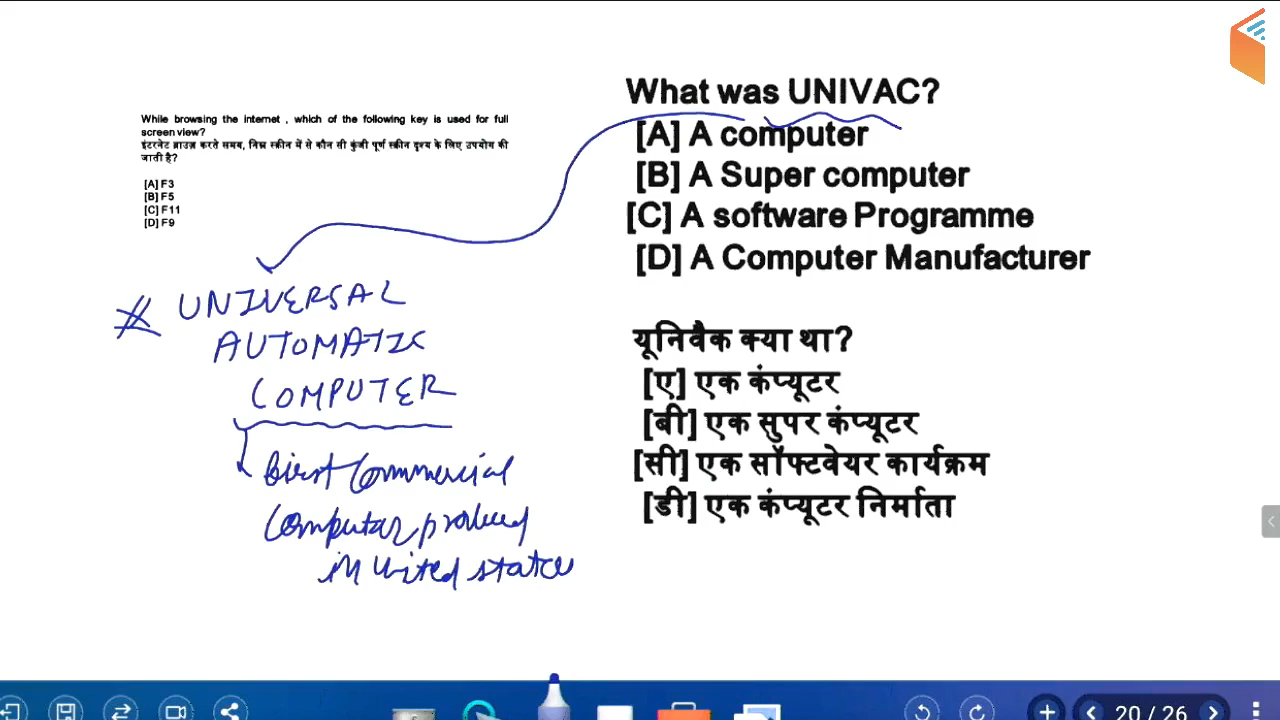 While browsing the internet , which of the following key is used for full
screen view?
इंटरनेट ब्राउज़ करते समय, निम्न स्क्रीन में से कौन सी कुंजी पूर्ण स्क्रीन दृश्य के लिए उपयोग की
जाती है?
[A] F3
[B] F5
[C] F11
[D] F9
UNIVERSAL
AUTOMATIC
COMPUTER
First Commercial
Computer produced
in United States
What was UNIVAC?
[A] A computer
[B] A Super computer
[C] A software Programme
[D] A Computer Manufacturer
यूनिवैक क्या था?
[ए] एक कंप्यूटर
[बी] एक सुपर कंप्यूटर
[सी] एक सॉफ्टवेयर कार्यक्रम
[डी] एक कंप्यूटर निर्माता
20 / 26